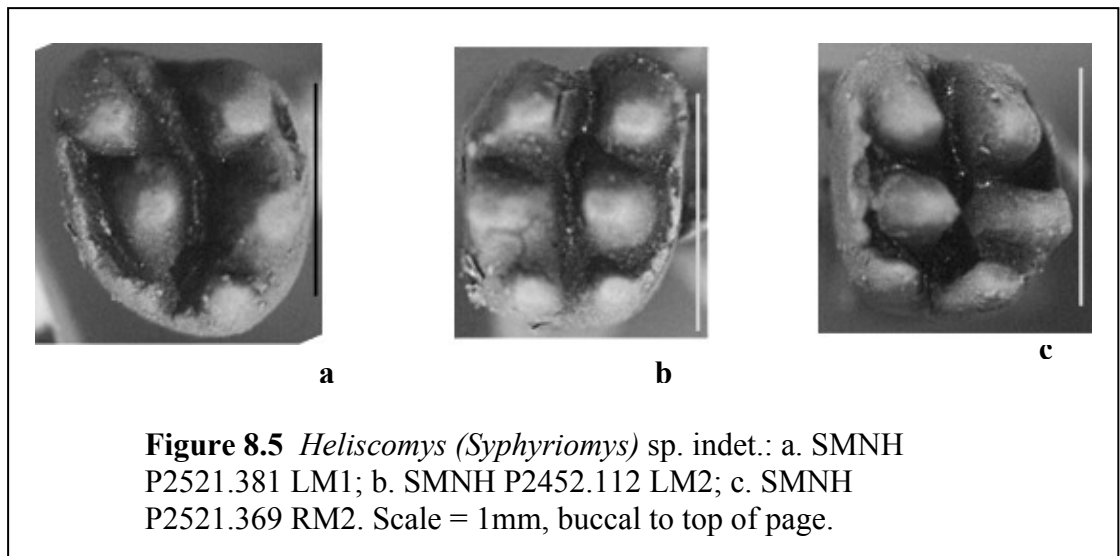 a
b
c
Figure 8.5 Heliscomys (Syphyriomys) sp. indet.: a. SMNH
P2521.381 LM1; b. SMNH P2452.112 LM2; c. SMNH
P2521.369 RM2. Scale = 1mm, buccal to top of page.